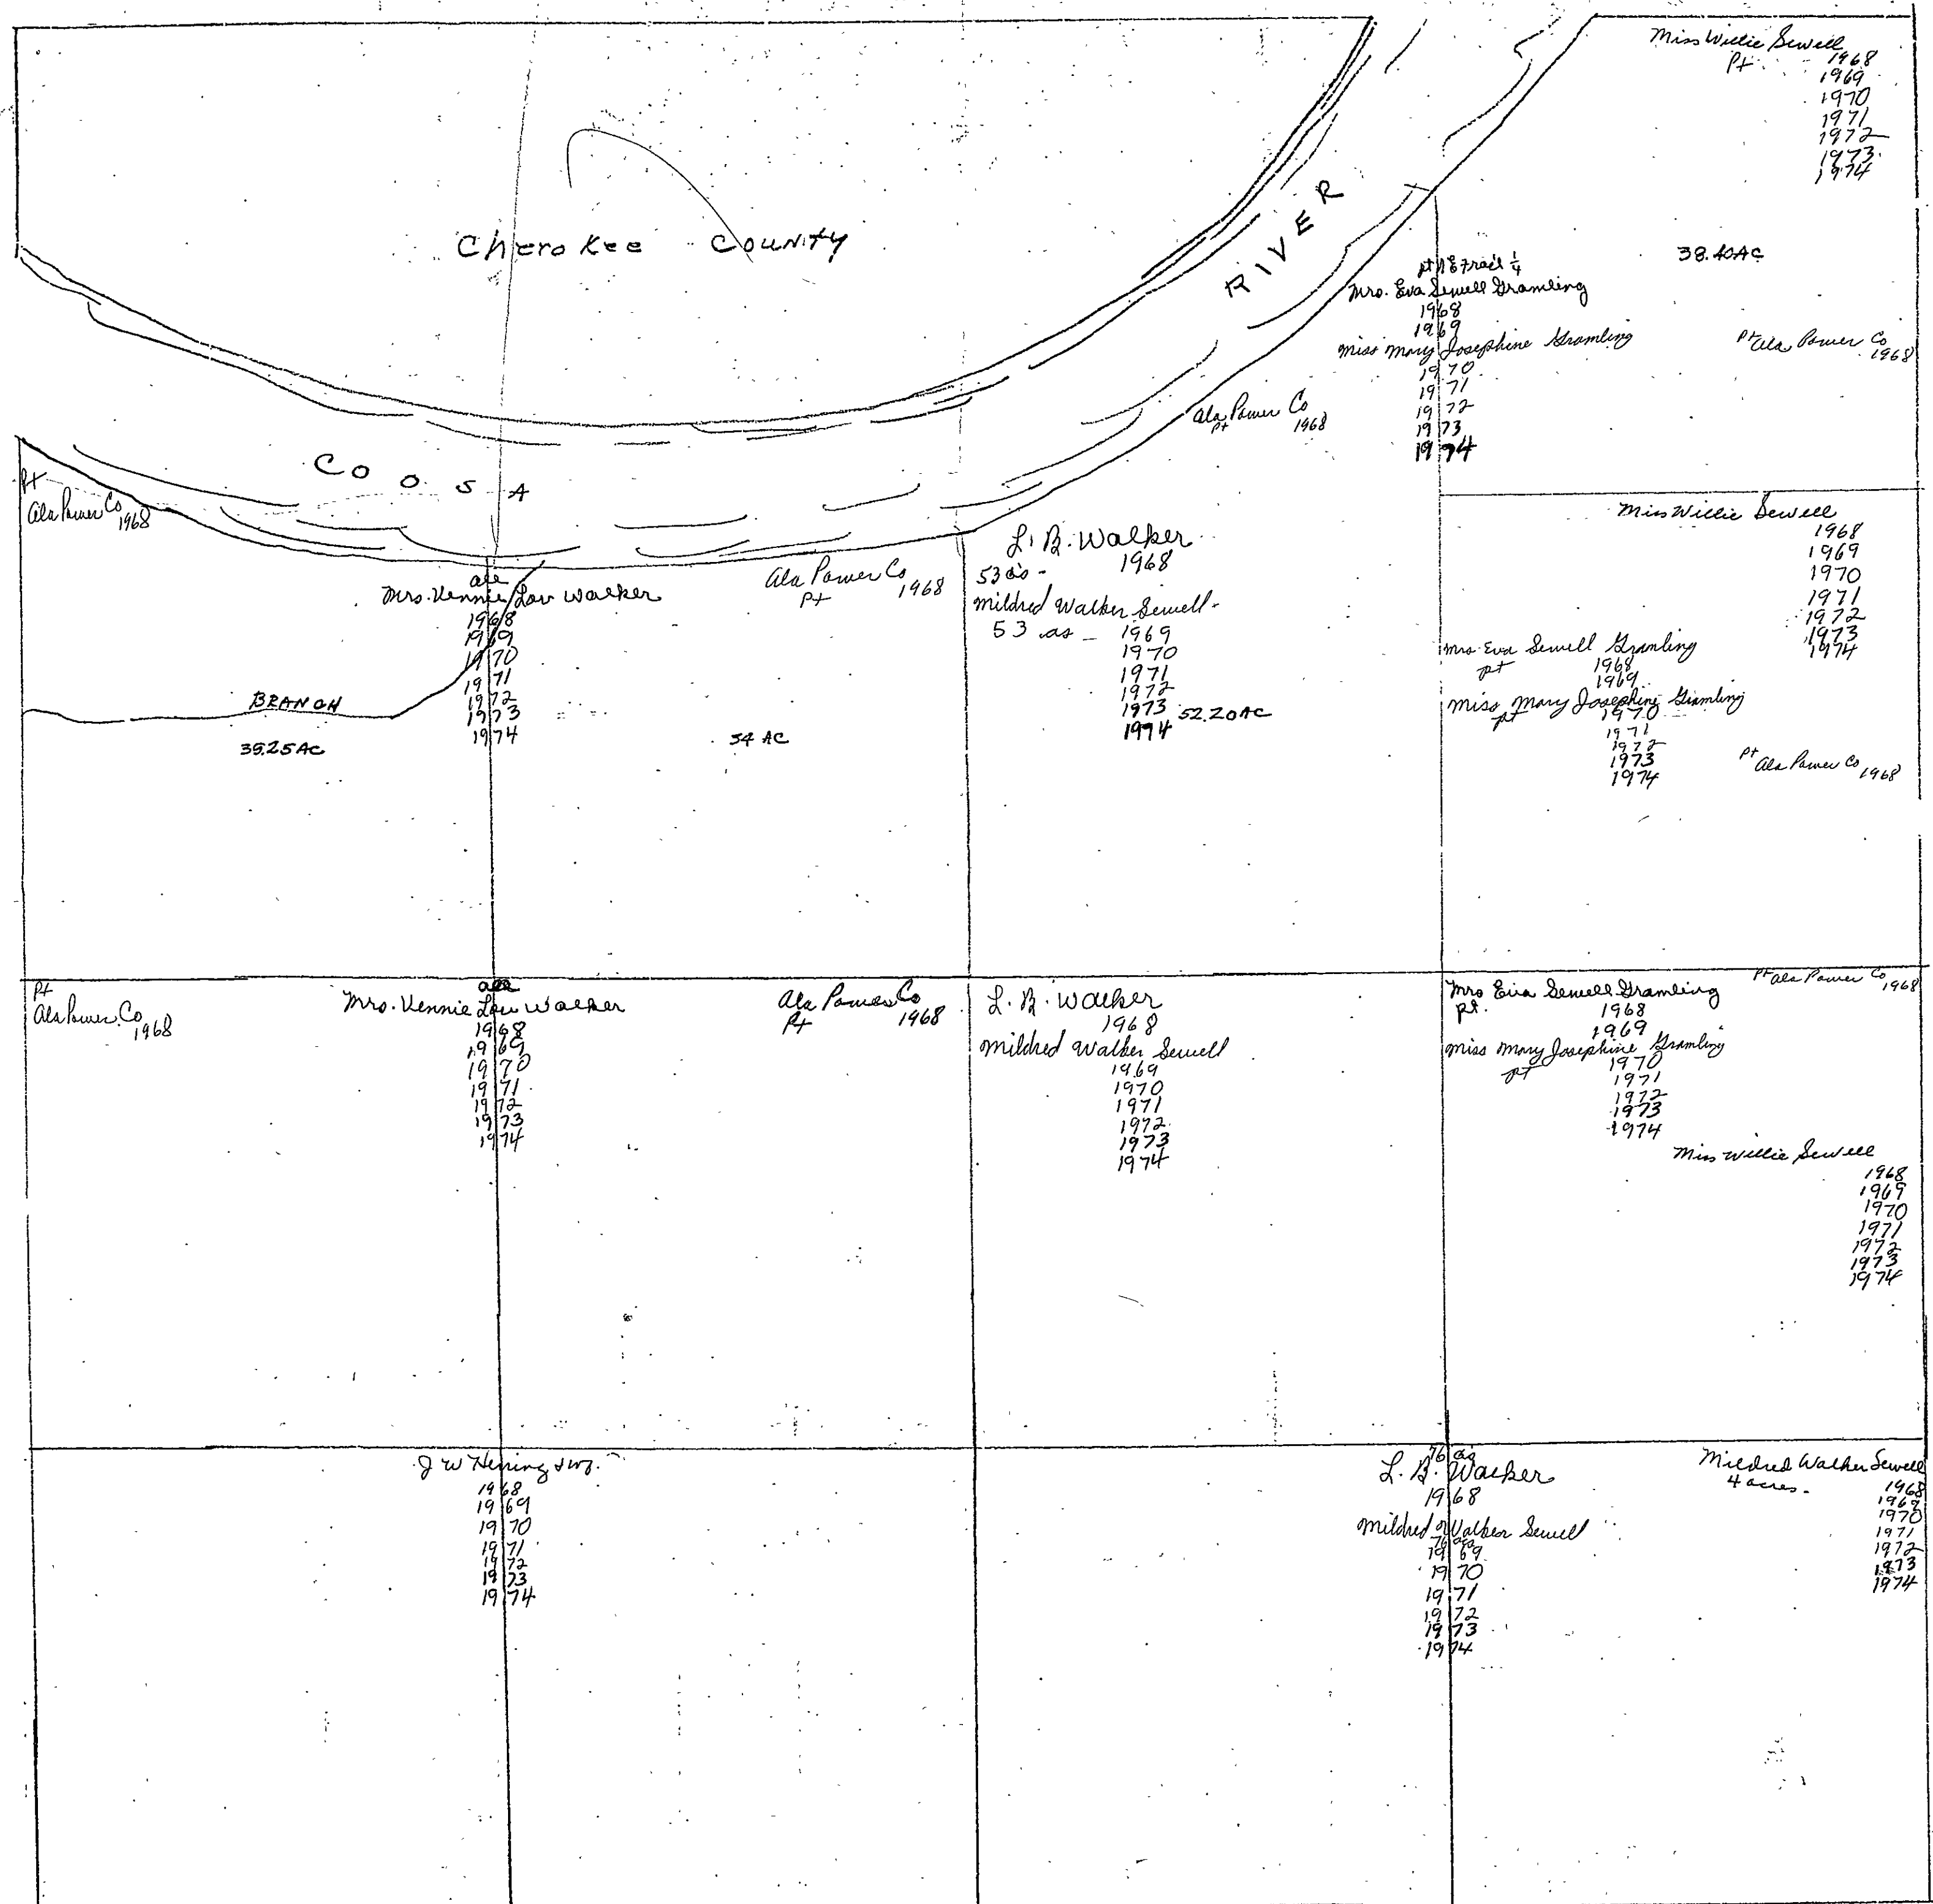 Miss Willie Sewell
Pt 1968
1969
1970
1971
1972
1973
1974
Cherokee County
RIVER
38.40AC
Mrs. Eva Sewell Gramling
1968
1969
Miss Mary Josephine Gramling
1970
1971
1972
1973
1974
Pt Ala Power Co
1968
Ala Power Co
Pt 1968
COOSA
Pt
Ala Power Co
1968
Miss Willie Sewell
1968
1969
1970
1971
1972
1973
1974
L. B. Walker
1968
53 as -
Mildred Walker Sewell -
53 as - 1969
1970
1971
1972
1973
1974
52.20AC
all
Mrs. Vennie Lou Walker
1968
1969
1970
1971
1972
1973
1974
Ala Power Co
Pt 1968
BRANCH
39.25AC
54 AC
Mrs Eva Sewell Gramling
pt 1968
1969
Miss Mary Josephine Gramling
pt 1970
1971
1972
1973
1974
Pt Ala Power Co 1968
Pt
Ala Power Co
1968
all
Mrs. Vennie Lou Walker
1968
1969
1970
1971
1972
1973
1974
Ala Power Co
Pt 1968
L. B. Walker
1968
Mildred Walker Sewell
1969
1970
1971
1972
1973
1974
Mrs Eva Sewell Gramling
pt. 1968
1969
Miss Mary Josephine Gramling
pt 1970
1971
1972
1973
1974
Pt Ala Power Co 1968
Miss Willie Sewell
1968
1969
1970
1971
1972
1973
1974
J W Herring & wf.
1968
1969
1970
1971
1972
1973
1974
76 as
L. B. Walker
1968
Mildred Walker Sewell
76 as
1969
1970
1971
1972
1973
1974
Mildred Walker Sewell
4 acres. 1968
1969
1970
1971
1972
1973
1974